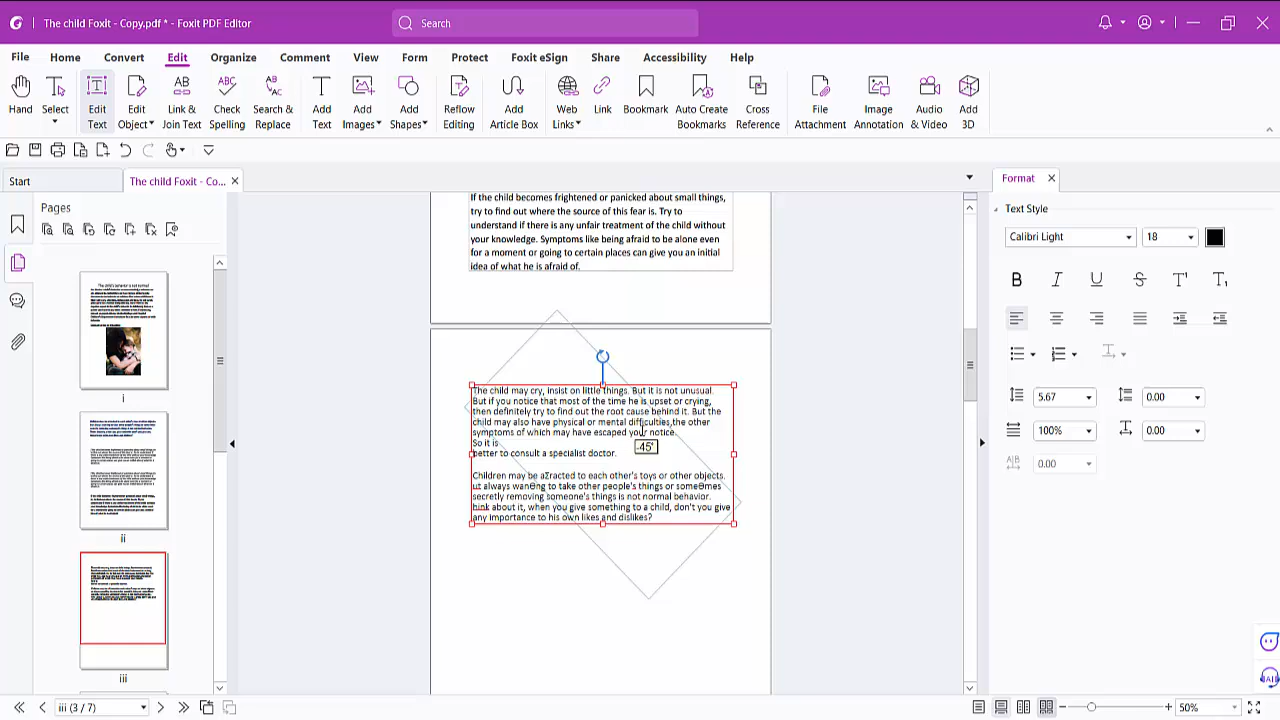 The child Foxit - Copy.pdf * - Foxit PDF Editor
Search
File Home Convert Edit Organize Comment View Form Protect Foxit eSign Share Accessibility Help
Hand
Select
Edit Text
Edit Object
Link & Join Text
Check Spelling
Search & Replace
Add Text
Add Images
Add Shapes
Reflow Editing
Add Article Box
Web Links
Link
Bookmark
Auto Create Bookmarks
Cross Reference
File Attachment
Image Annotation
Audio & Video
Add 3D
Start
The child Foxit - Co...
Pages
i
ii
iii
If the child becomes frightened or panicked about small things,
try to find out where the source of this fear is. Try to
understand if there is any unfair treatment of the child without
your knowledge. Symptoms like being afraid to be alone even
for a moment or going to certain places can give you an initial
idea of what he is afraid of.
The child may cry, insist on little things. But it is not unusual.
But if you notice that most of the time he is upset or crying,
then definitely try to find out the root cause behind it. But the
child may also have physical or mental difficulties,the other
symptoms of which may have escaped your notice.
So it is
-45°
better to consult a specialist doctor.
Children may be aƩracted to each other's toys or other objects.
ut always wanƟng to take other people's things or someƟmes
secretly removing someone's things is not normal behavior.
hink about it, when you give something to a child, don't you give
any importance to his own likes and dislikes?
Format
Text Style
Calibri Light
18
5.67
0.00
100%
0.00
0.00
iii (3 / 7)
50%